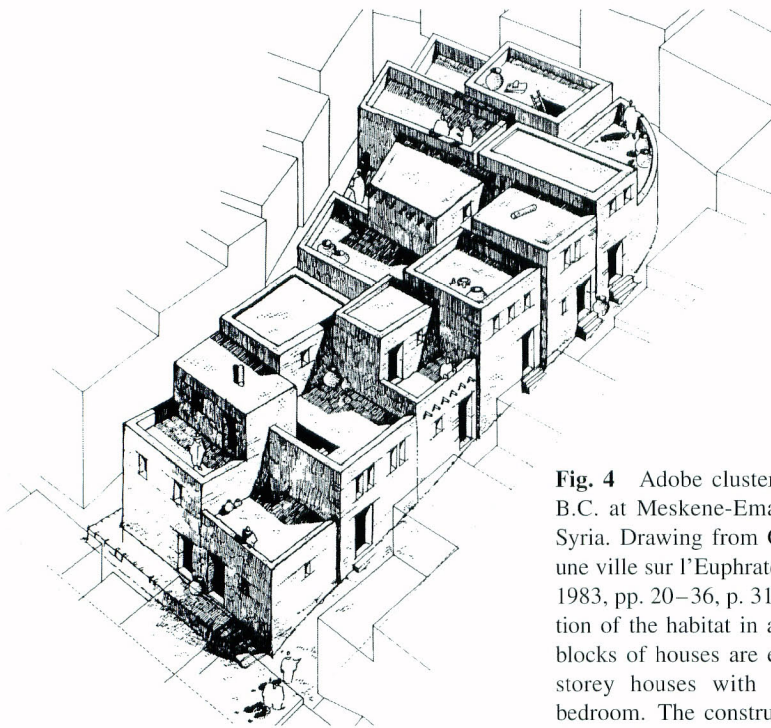 Fig. 4 Adobe cluster
B.C. at Meskene-Ema
Syria. Drawing from
une ville sur l'Euphrate
1983, pp. 20–36, p. 31
tion of the habitat in a
blocks of houses are
storey houses with
bedroom. The constru